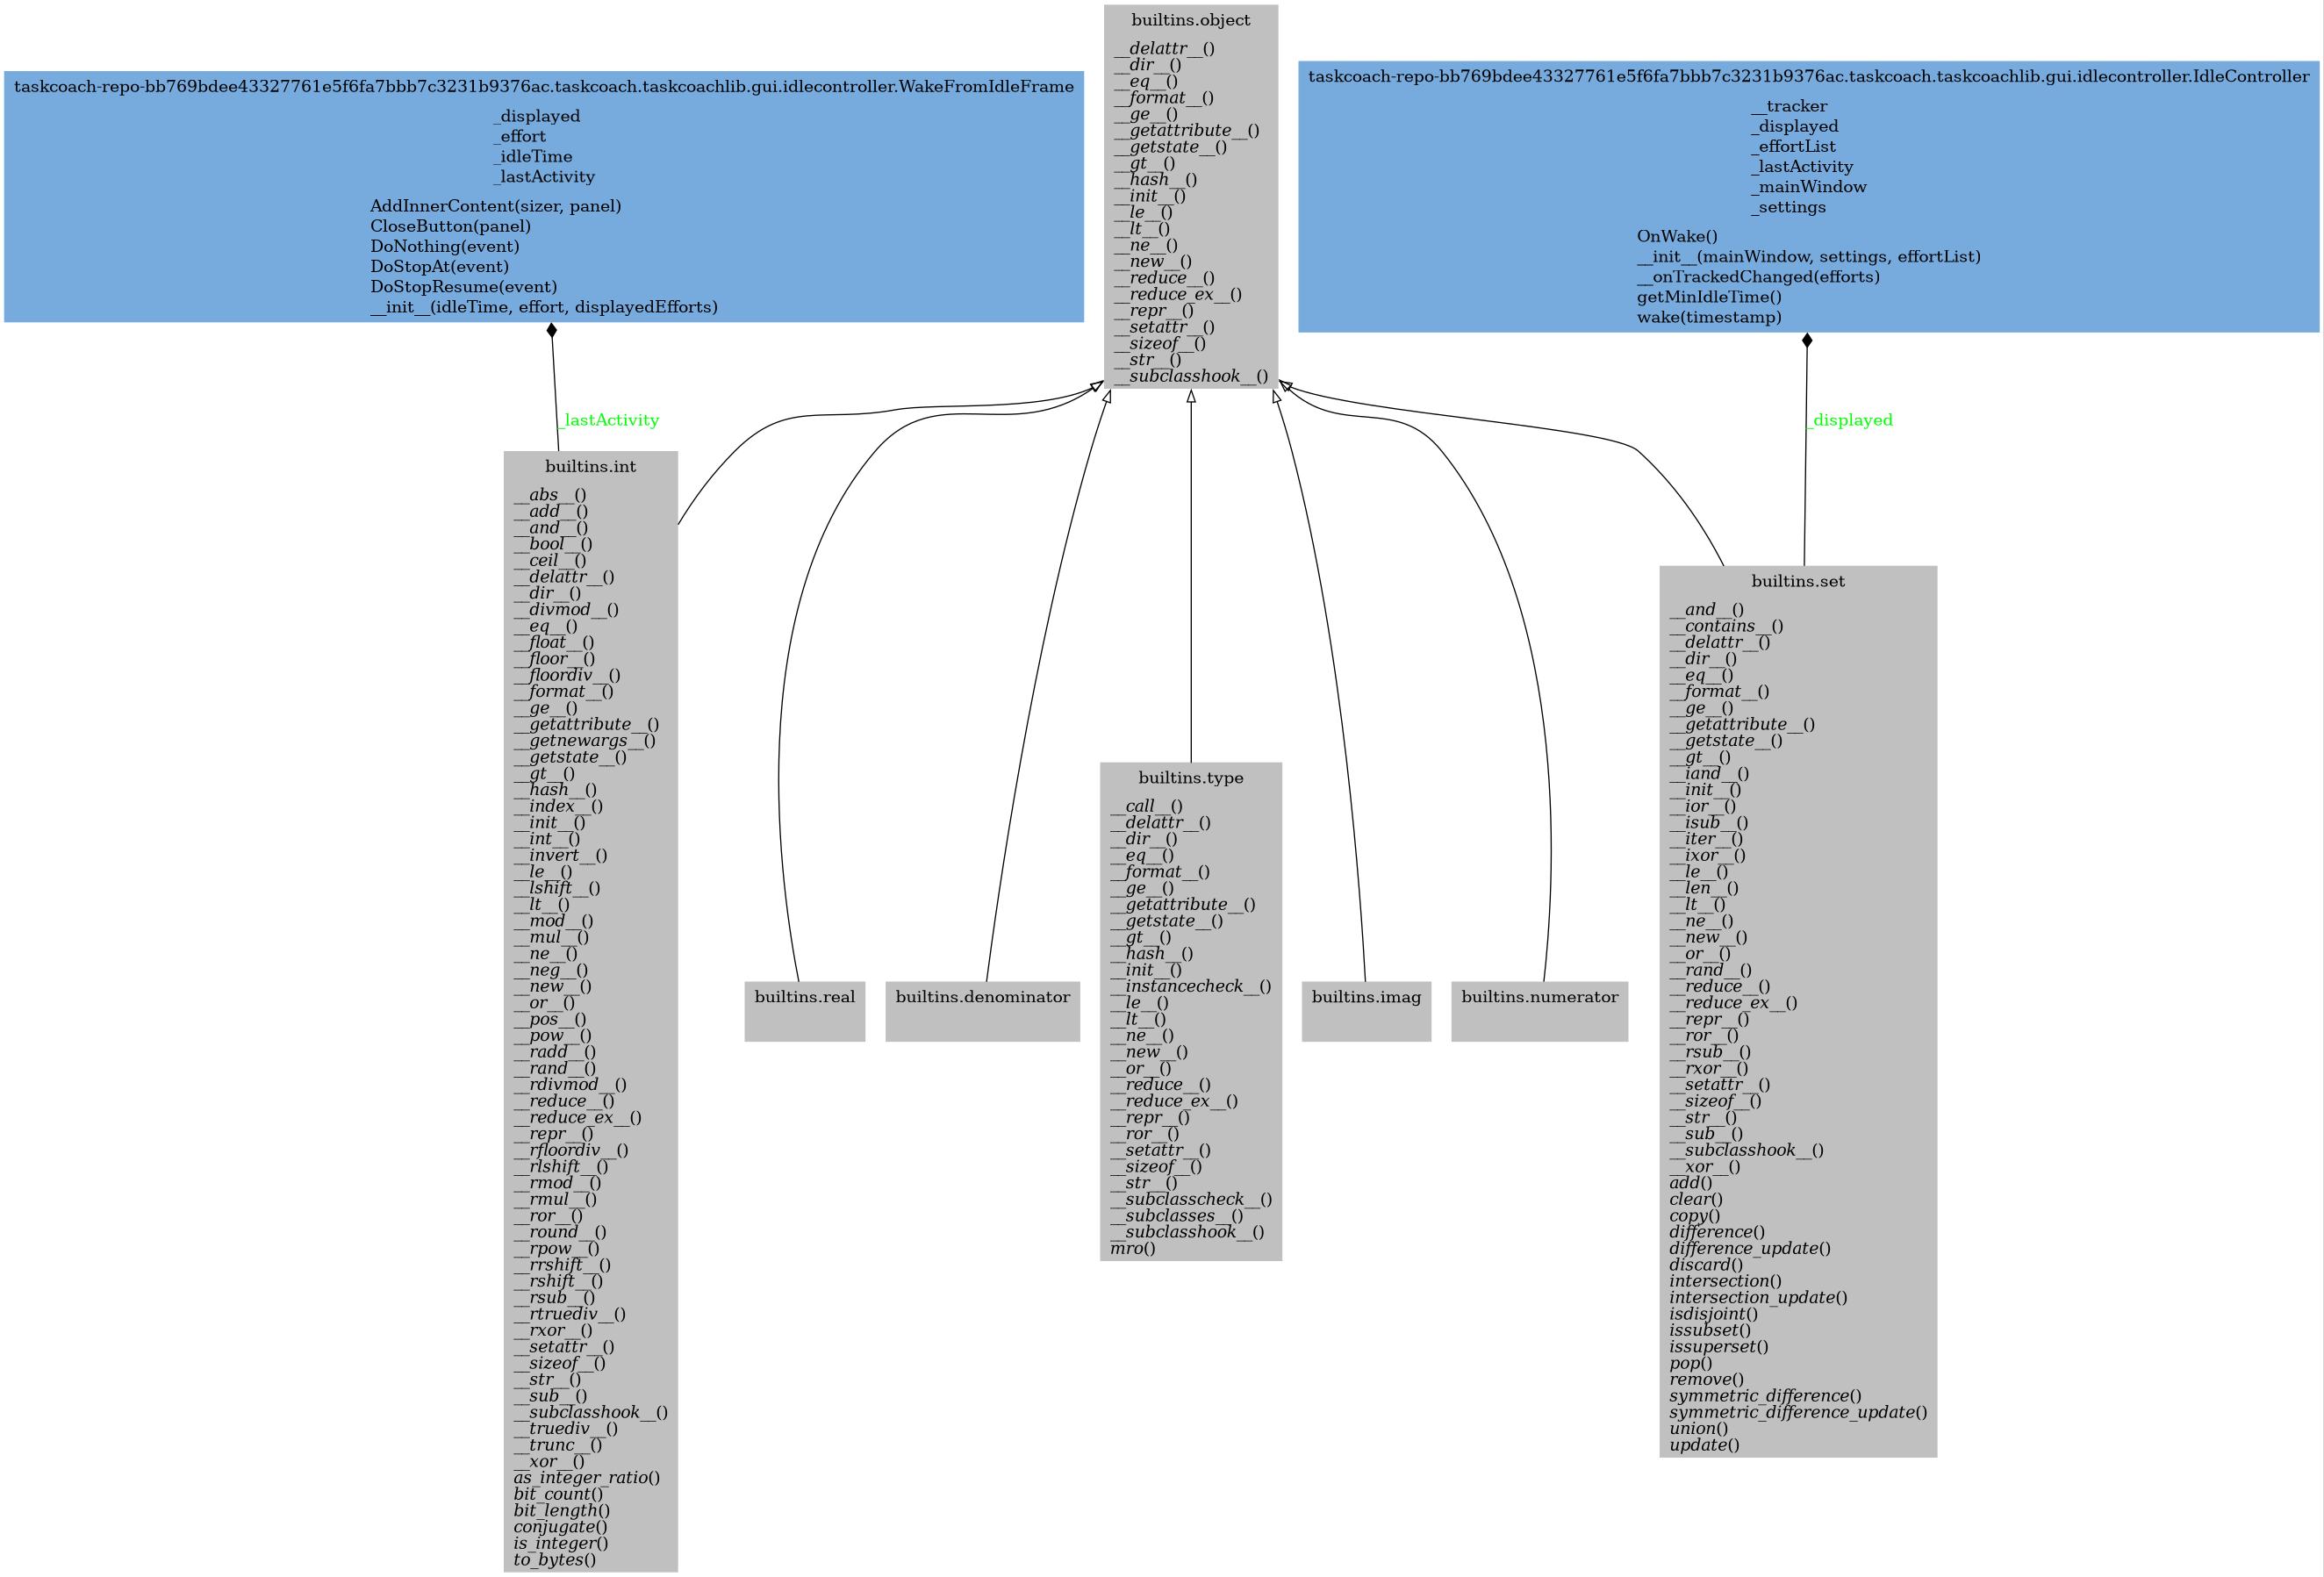 builtins.object
__delattr__()
__dir__()
__eq__()
__format__()
__ge__()
__getattribute__()
__getstate__()
__gt__()
__hash__()
__init__()
__le__()
__lt__()
__ne__()
__new__()
__reduce__()
__reduce_ex__()
__repr__()
__setattr__()
__sizeof__()
__str__()
__subclasshook__()
taskcoach-repo-bb769bdee43327761e5f6fa7bbb7c3231b9376ac.taskcoach.taskcoachlib.gui.idlecontroller.WakeFromIdleFrame
_displayed
_effort
_idleTime
_lastActivity
AddInnerContent(sizer, panel)
CloseButton(panel)
DoNothing(event)
DoStopAt(event)
DoStopResume(event)
__init__(idleTime, effort, displayedEfforts)
taskcoach-repo-bb769bdee43327761e5f6fa7bbb7c3231b9376ac.taskcoach.taskcoachlib.gui.idlecontroller.IdleController
__tracker
_displayed
_effortList
_lastActivity
_mainWindow
_settings
OnWake()
__init__(mainWindow, settings, effortList)
__onTrackedChanged(efforts)
getMinIdleTime()
wake(timestamp)
_lastActivity
_displayed
builtins.int
__abs__()
__add__()
__and__()
__bool__()
__ceil__()
__delattr__()
__dir__()
__divmod__()
__eq__()
__float__()
__floor__()
__floordiv__()
__format__()
__ge__()
__getattribute__()
__getnewargs__()
__getstate__()
__gt__()
__hash__()
__index__()
__init__()
__int__()
__invert__()
__le__()
__lshift__()
__lt__()
__mod__()
__mul__()
__ne__()
__neg__()
__new__()
__or__()
__pos__()
__pow__()
__radd__()
__rand__()
__rdivmod__()
__reduce__()
__reduce_ex__()
__repr__()
__rfloordiv__()
__rlshift__()
__rmod__()
__rmul__()
__ror__()
__round__()
__rpow__()
__rrshift__()
__rshift__()
__rsub__()
__rtruediv__()
__rxor__()
__setattr__()
__sizeof__()
__str__()
__sub__()
__subclasshook__()
__truediv__()
__trunc__()
__xor__()
as_integer_ratio()
bit_count()
bit_length()
conjugate()
is_integer()
to_bytes()
builtins.real
builtins.denominator
builtins.type
__call__()
__delattr__()
__dir__()
__eq__()
__format__()
__ge__()
__getattribute__()
__getstate__()
__gt__()
__hash__()
__init__()
__instancecheck__()
__le__()
__lt__()
__ne__()
__new__()
__or__()
__reduce__()
__reduce_ex__()
__repr__()
__ror__()
__setattr__()
__sizeof__()
__str__()
__subclasscheck__()
__subclasses__()
__subclasshook__()
mro()
builtins.imag
builtins.numerator
builtins.set
__and__()
__contains__()
__delattr__()
__dir__()
__eq__()
__format__()
__ge__()
__getattribute__()
__getstate__()
__gt__()
__iand__()
__init__()
__ior__()
__isub__()
__iter__()
__ixor__()
__le__()
__len__()
__lt__()
__ne__()
__new__()
__or__()
__rand__()
__reduce__()
__reduce_ex__()
__repr__()
__ror__()
__rsub__()
__rxor__()
__setattr__()
__sizeof__()
__str__()
__sub__()
__subclasshook__()
__xor__()
add()
clear()
copy()
difference()
difference_update()
discard()
intersection()
intersection_update()
isdisjoint()
issubset()
issuperset()
pop()
remove()
symmetric_difference()
symmetric_difference_update()
union()
update()